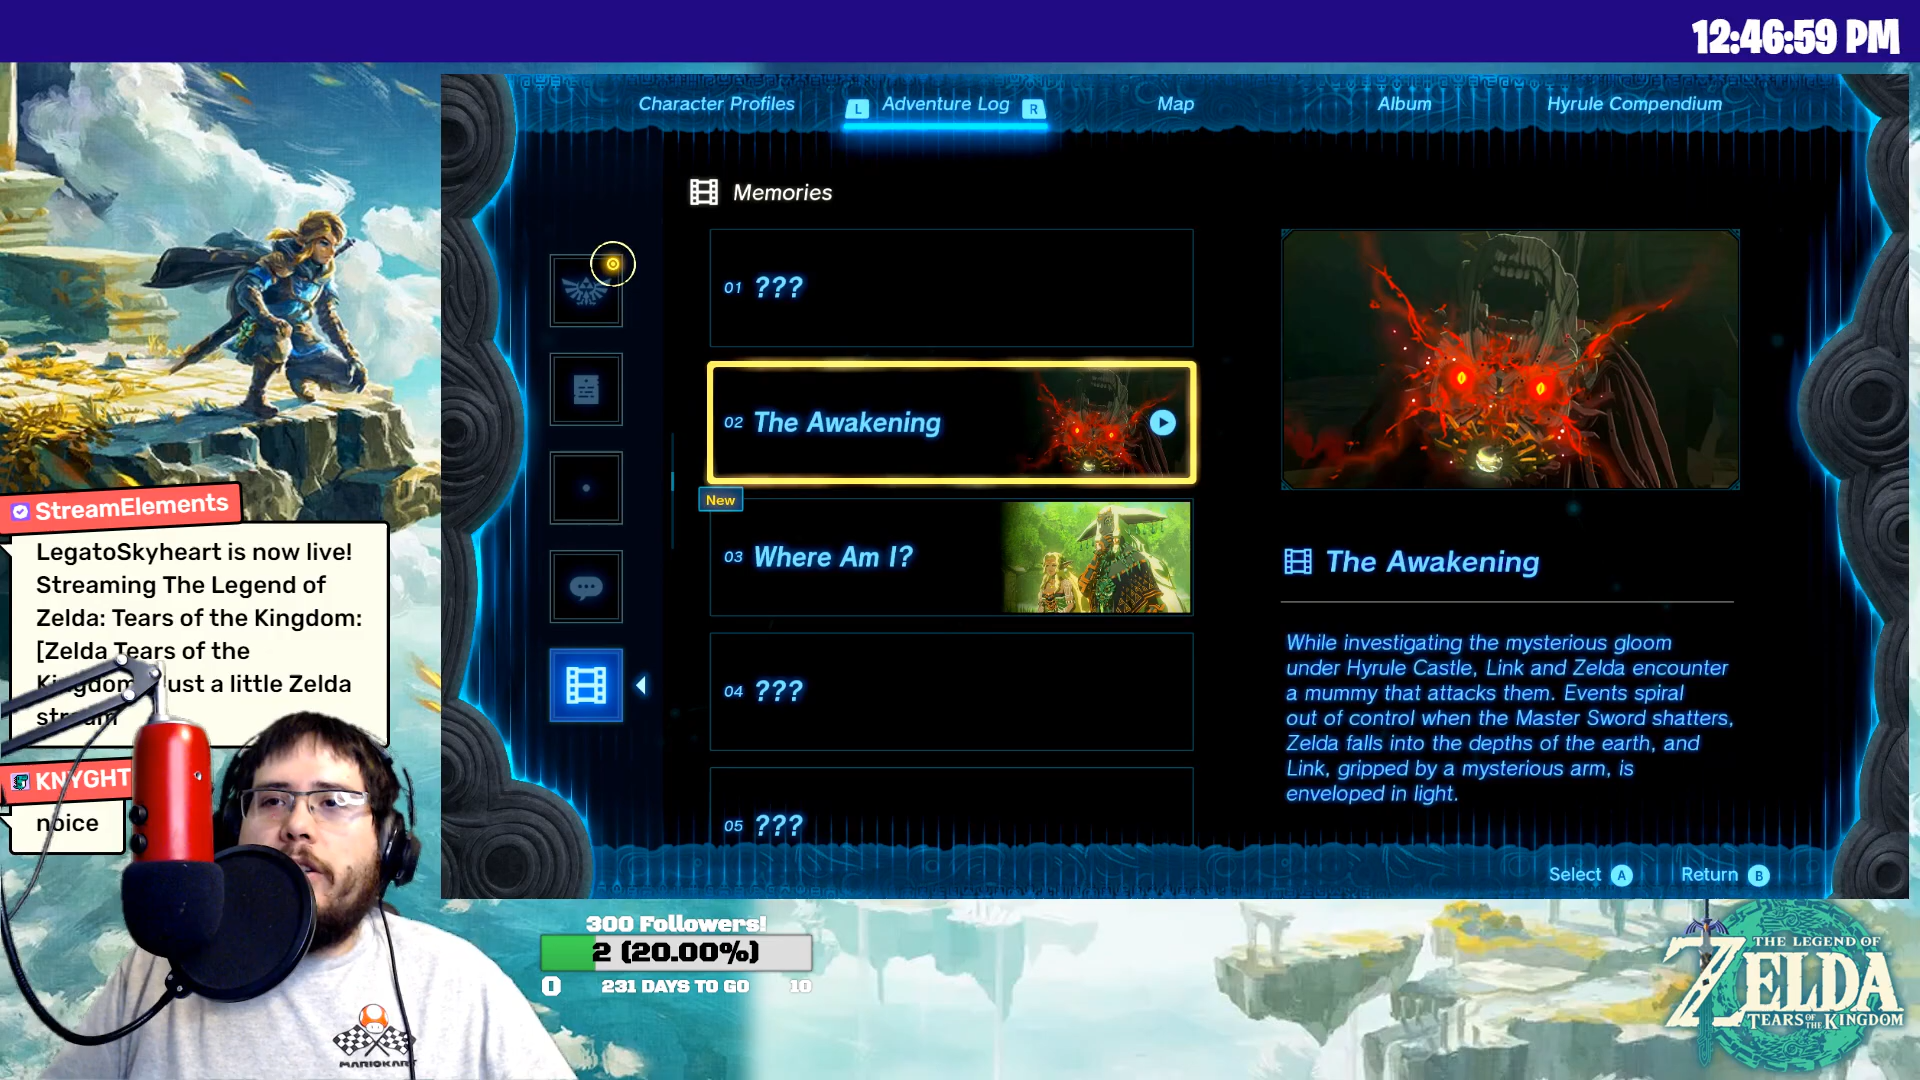 12:46:59 PM
Character Profiles
L Adventure Log R
Map
Album
Hyrule Compendium
Memories
01 ???
02 The Awakening
New
03 Where Am I?
04 ???
05 ???
The Awakening
While investigating the mysterious gloom
under Hyrule Castle, Link and Zelda encounter
a mummy that attacks them. Events spiral
out of control when the Master Sword shatters,
Zelda falls into the depths of the earth, and
Link, gripped by a mysterious arm, is
enveloped in light.
Select A Return B
StreamElements
LegatoSkyheart is now live!
Streaming The Legend of
Zelda: Tears of the Kingdom:
[Zelda Tears of the
Kingdom ust a little Zelda
stream
KNYGHT
noice
300 Followers!
2 (20.00%)
0 231 DAYS TO GO 10
MARIOKART
THE LEGEND OF
ZELDA
TEARS OF THE KINGDOM